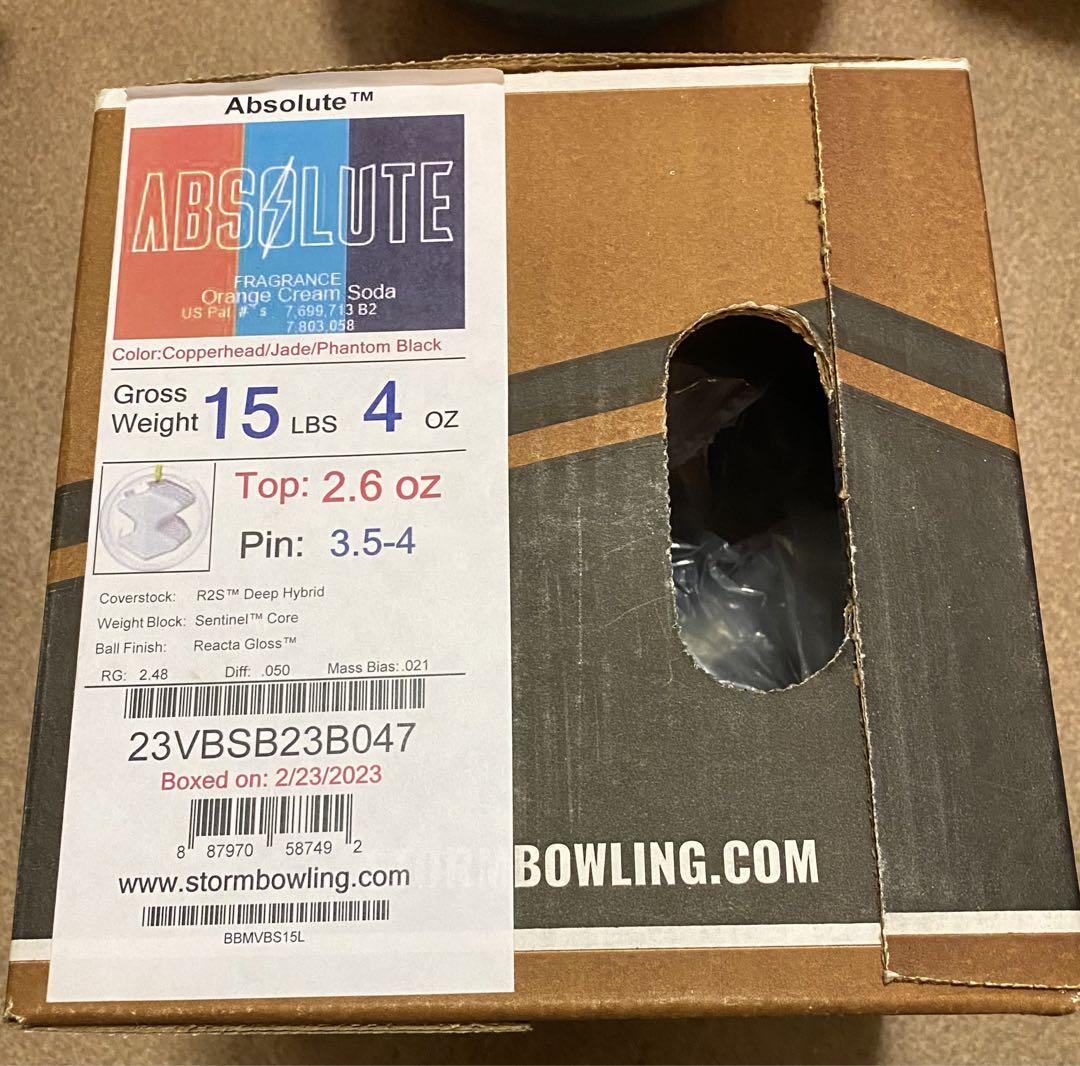 Absolute™
ABSOLUTE
FRAGRANCE
Orange Cream Soda
US Pat #'s 7,699,713 B2
7,803,058
Color:Copperhead/Jade/Phantom Black
Gross Weight 15 LBS 4 OZ
Top: 2.6 oz
Pin: 3.5-4
Coverstock: R2S™ Deep Hybrid
Weight Block: Sentinel™ Core
Ball Finish: Reacta Gloss™
RG: 2.48 Diff: .050 Mass Bias:.021
23VBSB23B047
Boxed on: 2/23/2023
8 87970 58749 2
www.stormbowling.com
BBMVBS15L
STORMBOWLING.COM